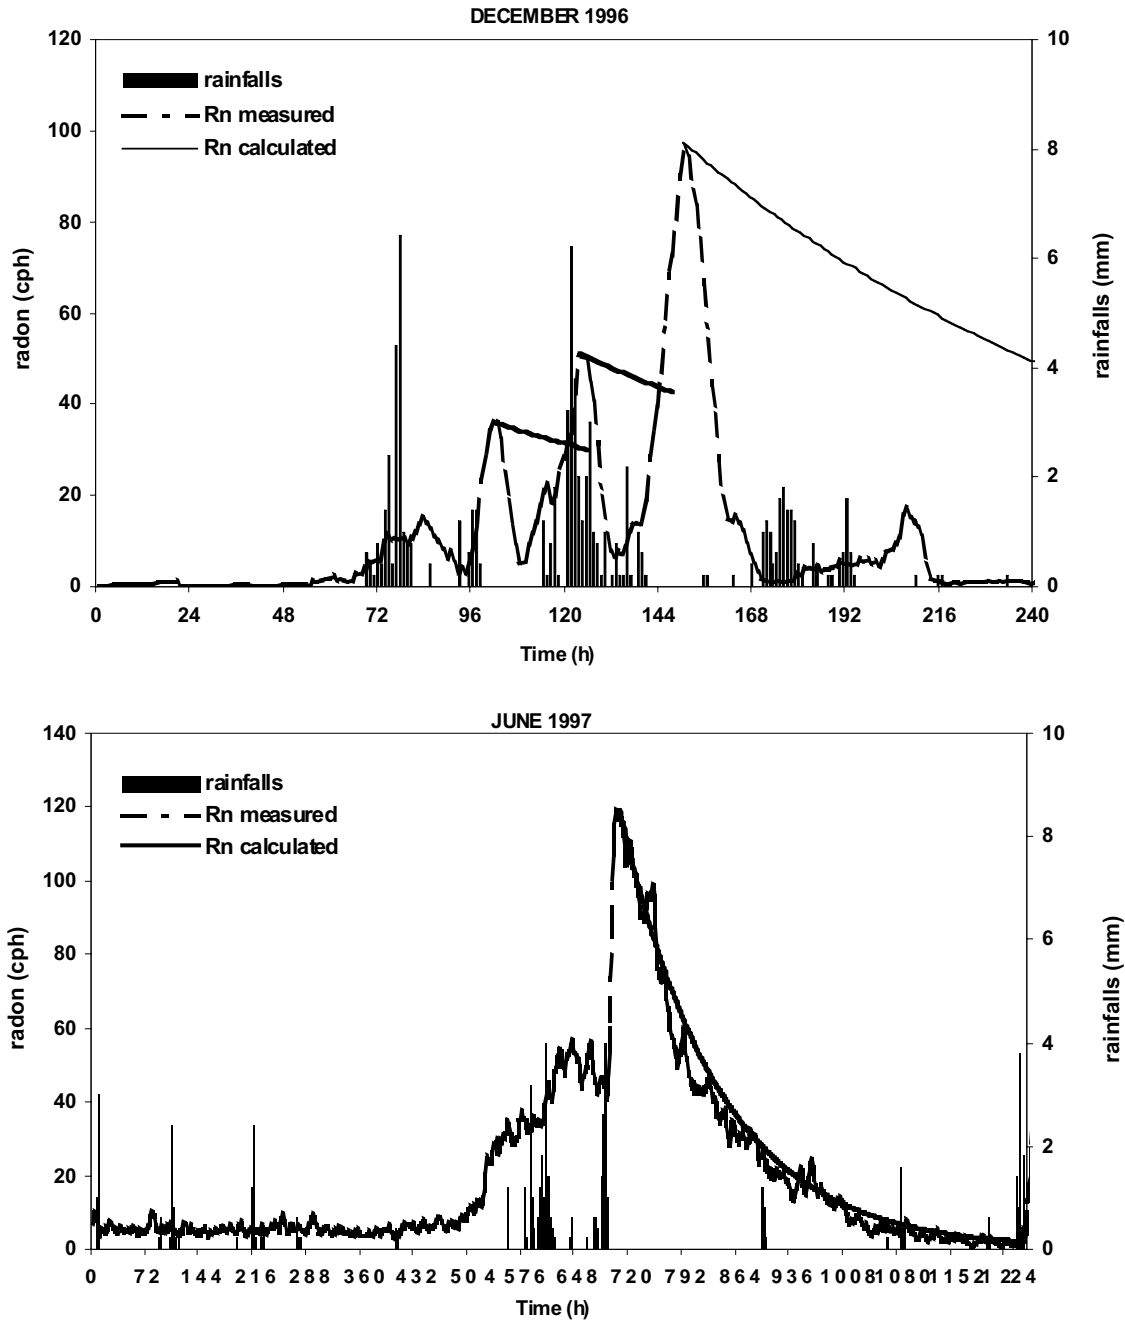 DECEMBER 1996
120
100
80
60
40
20
0
10
8
6
4
2
0
radon (cph)
rainfalls (mm)
rainfalls
Rn measured
Rn calculated
0 24 48 72 96 120 144 168 192 216 240
Time (h)
JUNE 1997
140
120
100
80
60
40
20
0
10
8
6
4
2
0
radon (cph)
rainfalls (mm)
rainfalls
Rn measured
Rn calculated
0 72 144 216 288 360 432 504 576 648 720 792 864 936 1008 1080 1152 1224
Time (h)